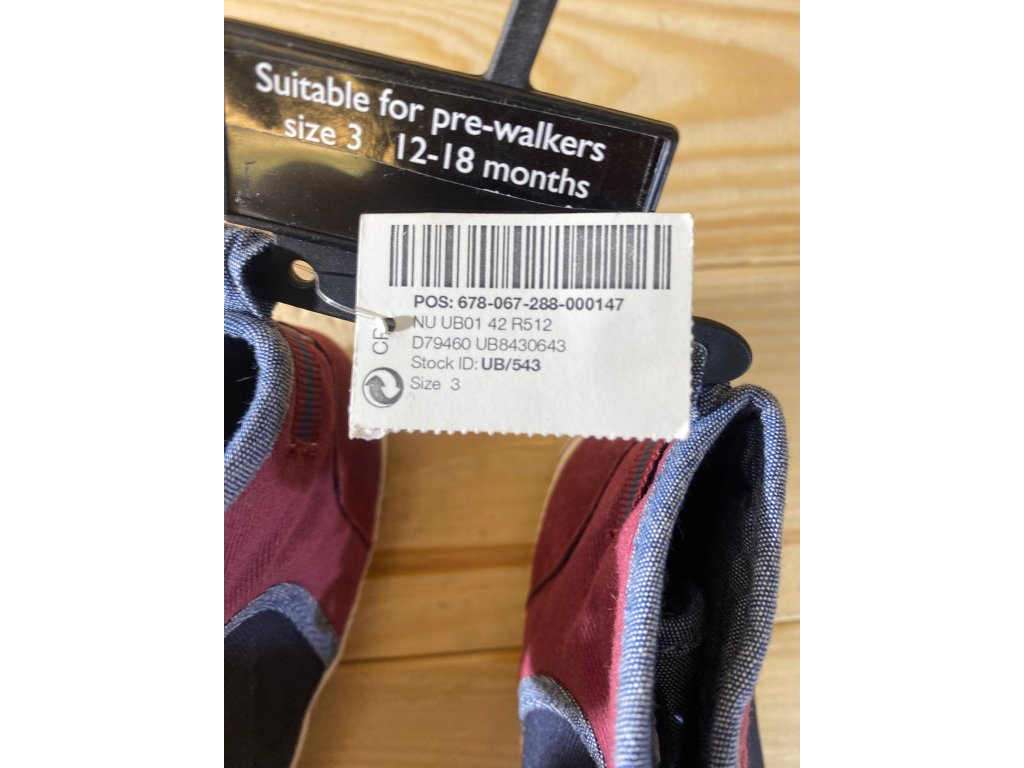 Suitable for pre-walkers
size 3 12-18 months
POS: 678-067-288-000147
NU UB01 42 R512
D79460 UB8430643
Stock ID: UB/543
Size 3